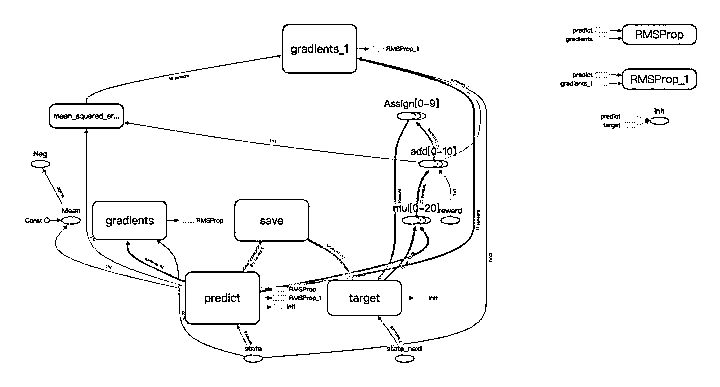 gradients_1
RMSProp_1
predict
gradients
RMSProp
predict
gradients_1
RMSProp_1
Init
predict
target
mean_squared_er...
Assign[0-9]
add[0-10]
Neg
Mean
Const
gradients
RMSProp
save
mul[0-20]
reward
predict
RMSProp
RMSProp_1
Init
target
Init
state
state_next